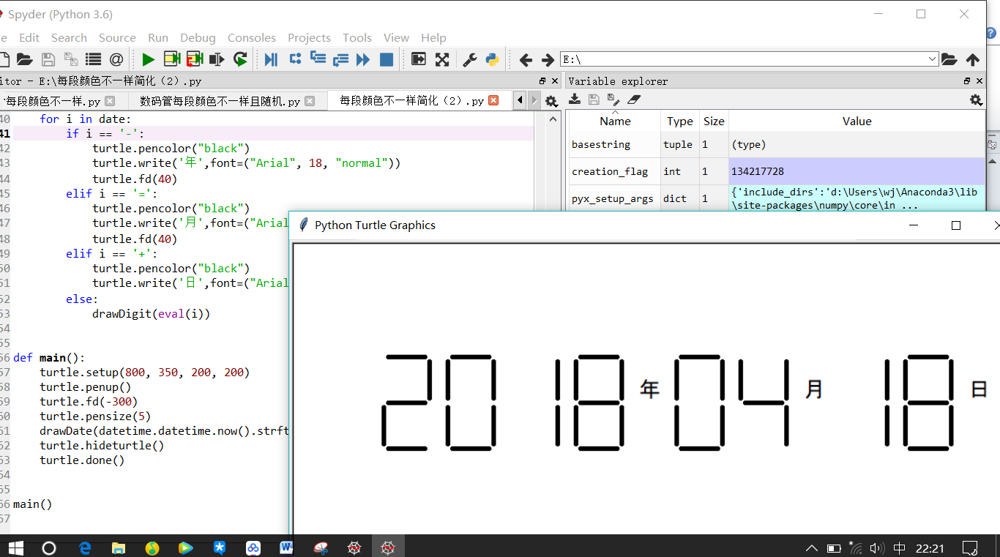 Spyder (Python 3.6)
e Edit Search Source Run Debug Consoles Projects Tools View Help
E:\
itor - E:\每段颜色不一样简化（2）.py
Variable explorer
每段颜色不一样.py 数码管每段颜色不一样且随机.py 每段颜色不一样简化（2）.py
Name Type Size Value
basestring tuple 1 (type)
creation_flag int 1 134217728
pyx_setup_args dict 1 {'include_dirs':'d:\Users\wj\Anaconda3\lib
\site-packages\numpy\core\in ...
40 for i in date:
41 if i == '-':
42 turtle.pencolor("black")
43 turtle.write('年',font=("Arial", 18, "normal"))
44 turtle.fd(40)
45 elif i == '=':
46 turtle.pencolor("black")
47 turtle.write('月',font=("Arial
48 turtle.fd(40)
49 elif i == '+':
50 turtle.pencolor("black")
51 turtle.write('日',font=("Arial
52 else:
53 drawDigit(eval(i))
54
55
56 def main():
57 turtle.setup(800, 350, 200, 200)
58 turtle.penup()
59 turtle.fd(-300)
60 turtle.pensize(5)
61 drawDate(datetime.datetime.now().strft
62 turtle.hideturtle()
63 turtle.done()
64
65
66 main()
67
Python Turtle Graphics
2018年04月18日
中 22:21